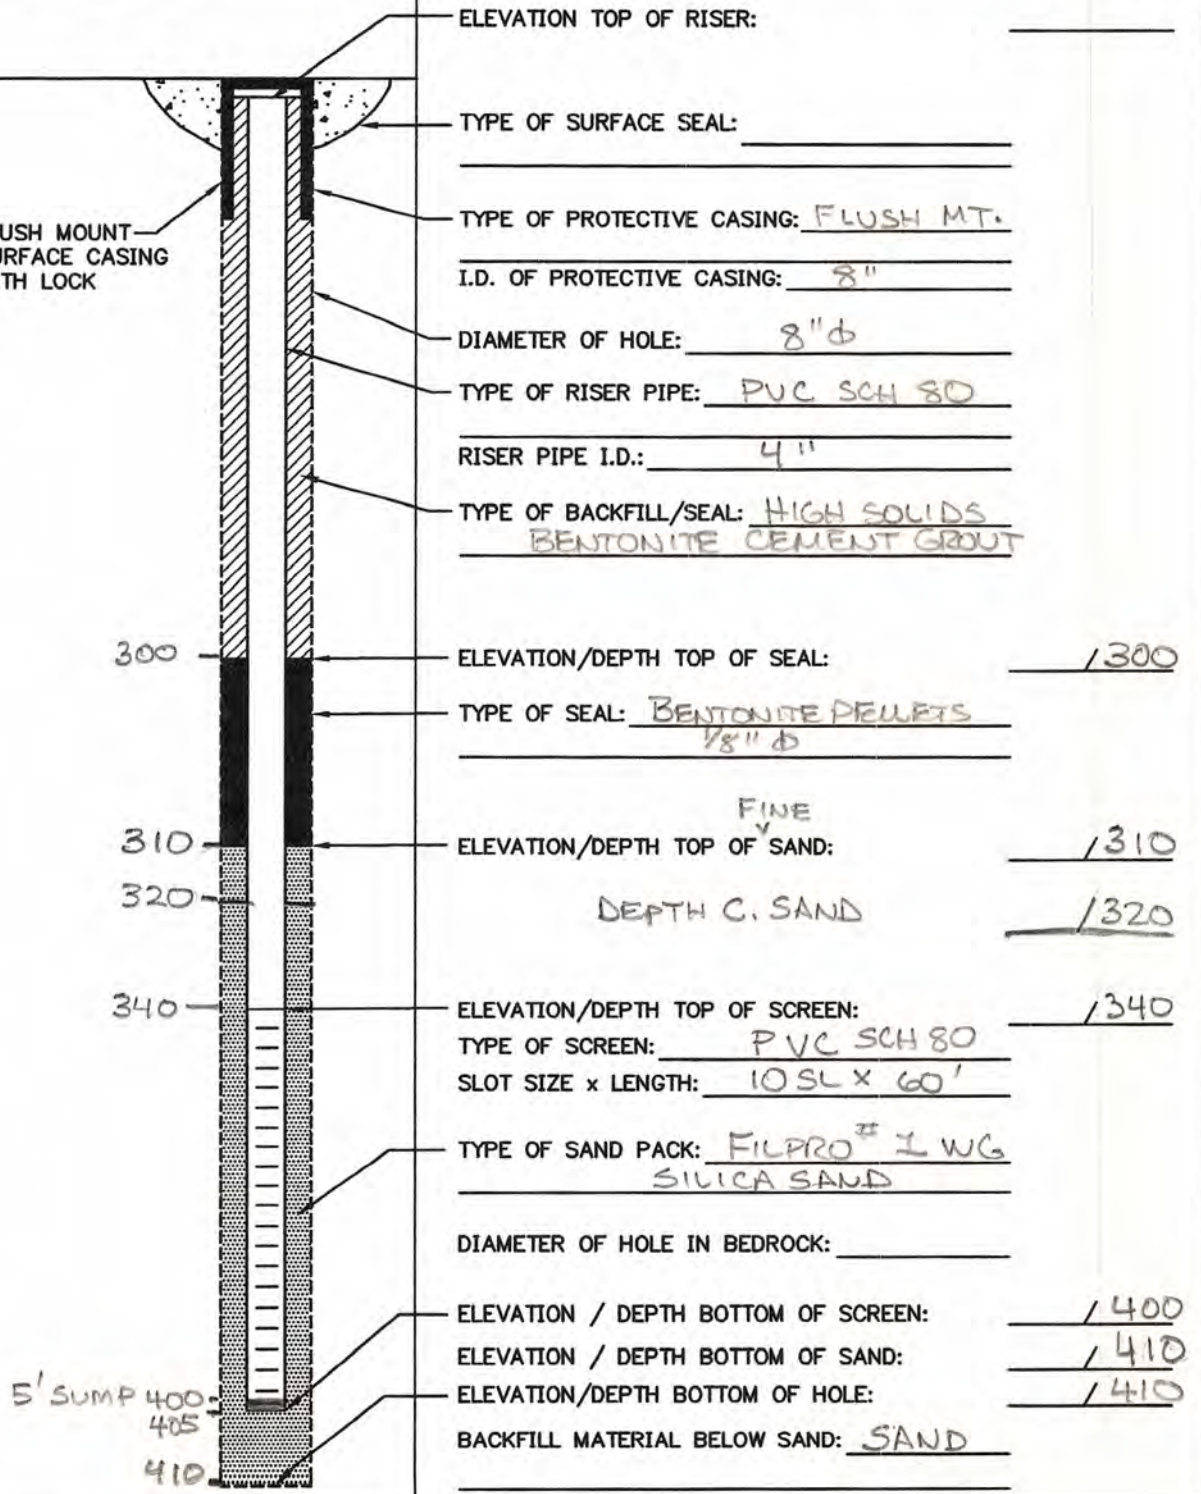 ELEVATION TOP OF RISER:
TYPE OF SURFACE SEAL:
TYPE OF PROTECTIVE CASING: FLUSH MT.
USH MOUNT
RFACE CASING
TH LOCK
I.D. OF PROTECTIVE CASING: 8"
DIAMETER OF HOLE: 8"φ
TYPE OF RISER PIPE: PVC SCH 80
RISER PIPE I.D.: 4"
TYPE OF BACKFILL/SEAL: HIGH SOLIDS
BENTONITE CEMENT GROUT
300 ELEVATION/DEPTH TOP OF SEAL: /300
TYPE OF SEAL: BENTONITE PELLETS
1/8" φ
FINE
310 ELEVATION/DEPTH TOP OF SAND: /310
320 DEPTH C. SAND /320
340 ELEVATION/DEPTH TOP OF SCREEN: /340
TYPE OF SCREEN: PVC SCH 80
SLOT SIZE x LENGTH: 10 SL X 60'
TYPE OF SAND PACK: FILPRO # 1 WG
SILICA SAND
DIAMETER OF HOLE IN BEDROCK:
ELEVATION / DEPTH BOTTOM OF SCREEN: /400
ELEVATION / DEPTH BOTTOM OF SAND: /410
5' SUMP 400 ELEVATION/DEPTH BOTTOM OF HOLE: /410
405
BACKFILL MATERIAL BELOW SAND: SAND
410